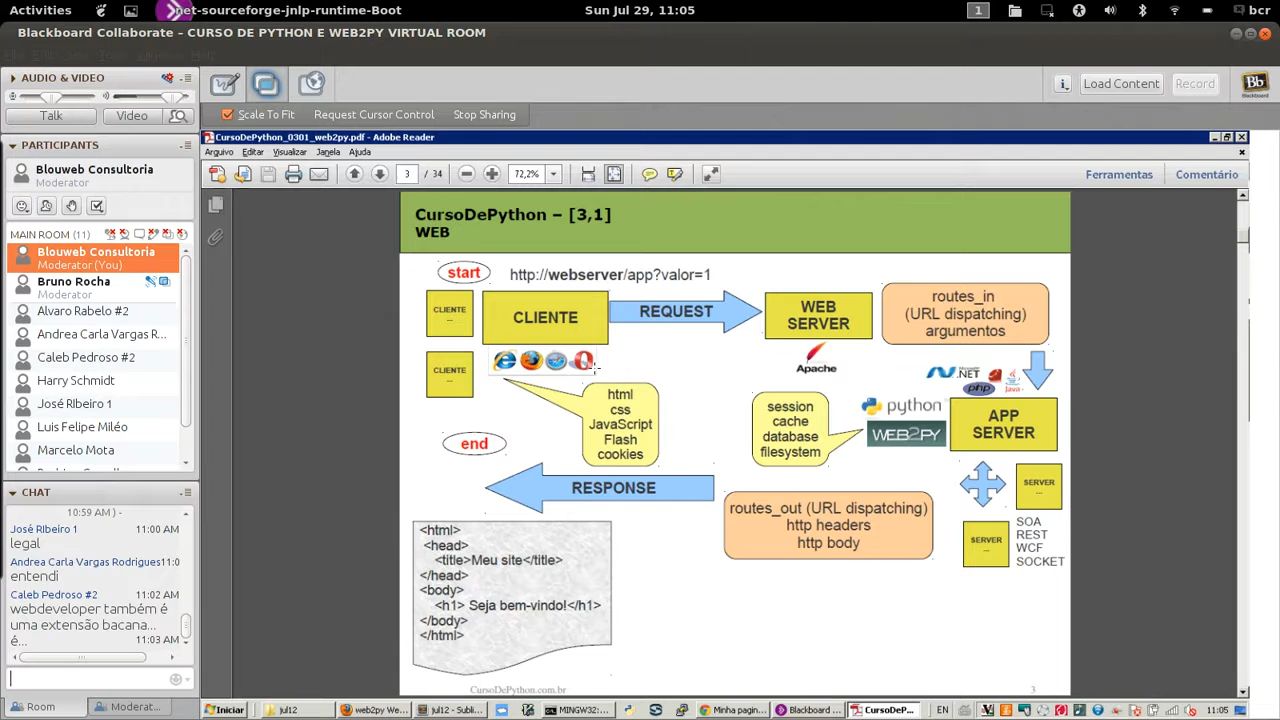 Activities
net-sourceforge-jnlp-runtime-Boot
Sun Jul 29, 11:05
1
bcr
Blackboard Collaborate – CURSO DE PYTHON E WEB2PY VIRTUAL ROOM
AUDIO & VIDEO
Talk
Video
Load Content
Record
Bb
Scale To Fit
Request Cursor Control
Stop Sharing
PARTICIPANTS
Blouweb Consultoria
Moderator
MAIN ROOM (11)
Blouweb Consultoria
Moderator (You)
Bruno Rocha
Moderator
Alvaro Rabelo #2
Andrea Carla Vargas R...
Caleb Pedroso #2
Harry Schmidt
José RIbeiro 1
Luis Felipe Miléo
Marcelo Mota
CHAT
10:59 AM ) -
José RIbeiro 1 11:00 AM
legal
Andrea Carla Vargas Rodrigues 11:0
entendi
Caleb Pedroso #2 11:02 AM
webdeveloper também é
uma extensão bacana...
é... 11:03 AM
Room
Moderat...
CursoDePython_0301_web2py.pdf - Adobe Reader
Arquivo Editar Visualizar Janela Ajuda
3 / 34
72,2%
Ferramentas
Comentário
CursoDePython – [3,1]
WEB
start
http://webserver/app?valor=1
CLIENTE
...
CLIENTE
REQUEST
WEB
SERVER
routes_in
(URL dispatching)
argumentos
CLIENTE
...
Apache
.NET
php
Java
html
css
JavaScript
Flash
cookies
session
cache
database
filesystem
python
WEB2PY
APP
SERVER
end
RESPONSE
routes_out (URL dispatching)
http headers
http body
SERVER
...
SERVER
...
SOA
REST
WCF
SOCKET
<html>
<head>
<title>Meu site</title>
</head>
<body>
<h1> Seja bem-vindo!</h1>
</body>
</html>
CursoDePython.com.br
3
Iniciar
jul12
web2py We...
jul12 - Subli...
MINGW32:...
Minha pagin...
Blackboard ...
CursoDeP...
EN
11:05